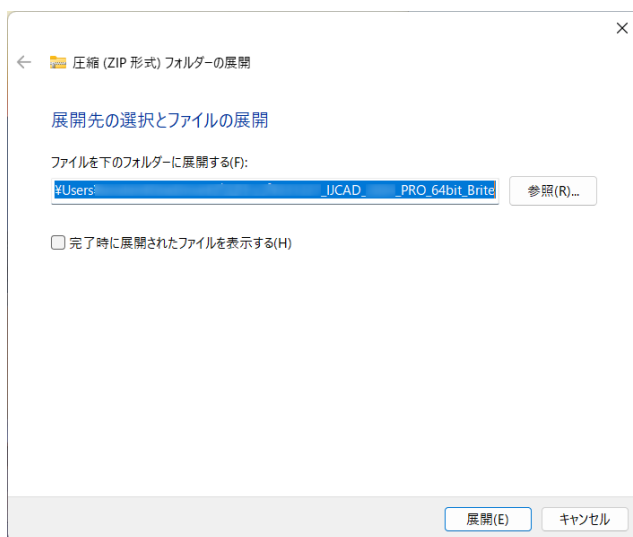 圧縮 (ZIP 形式) フォルダーの展開
展開先の選択とファイルの展開
ファイルを下のフォルダーに展開する(F):
¥Users _IJCAD_ _PRO_64bit_Brite
参照(R)...
完了時に展開されたファイルを表示する(H)
展開(E)
キャンセル